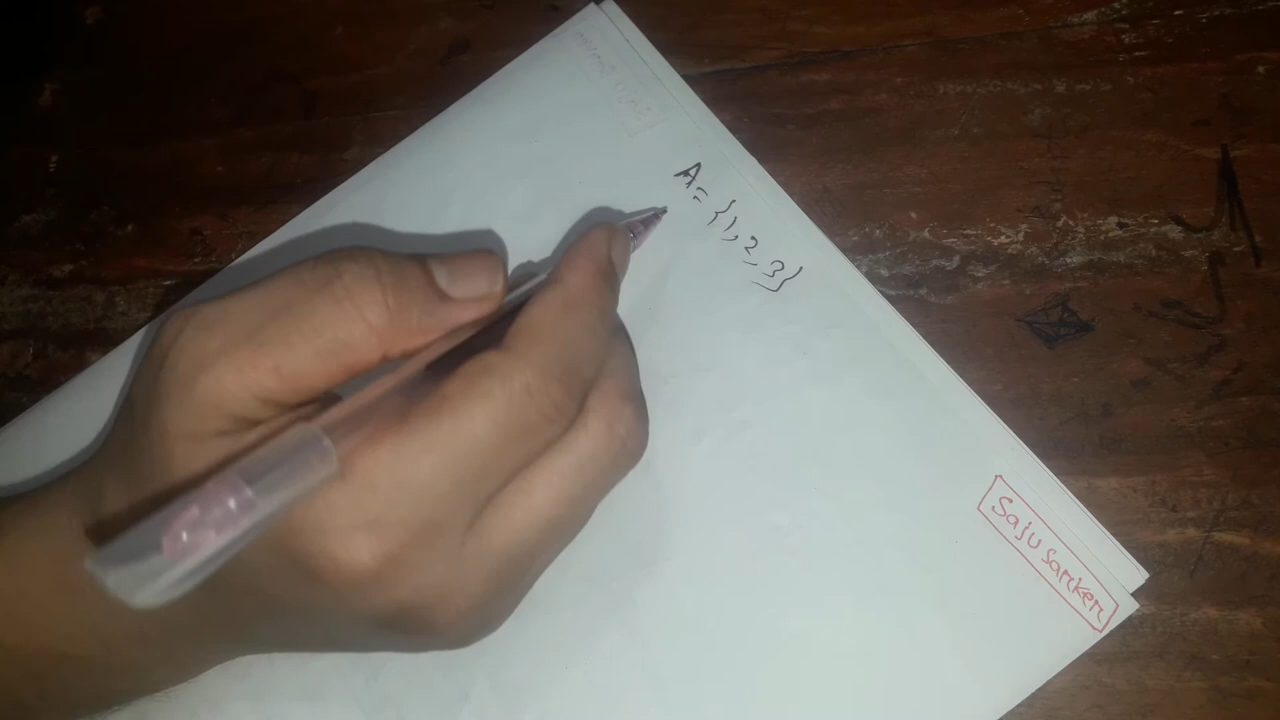 A = {1, 2, 3}
Saju sarker